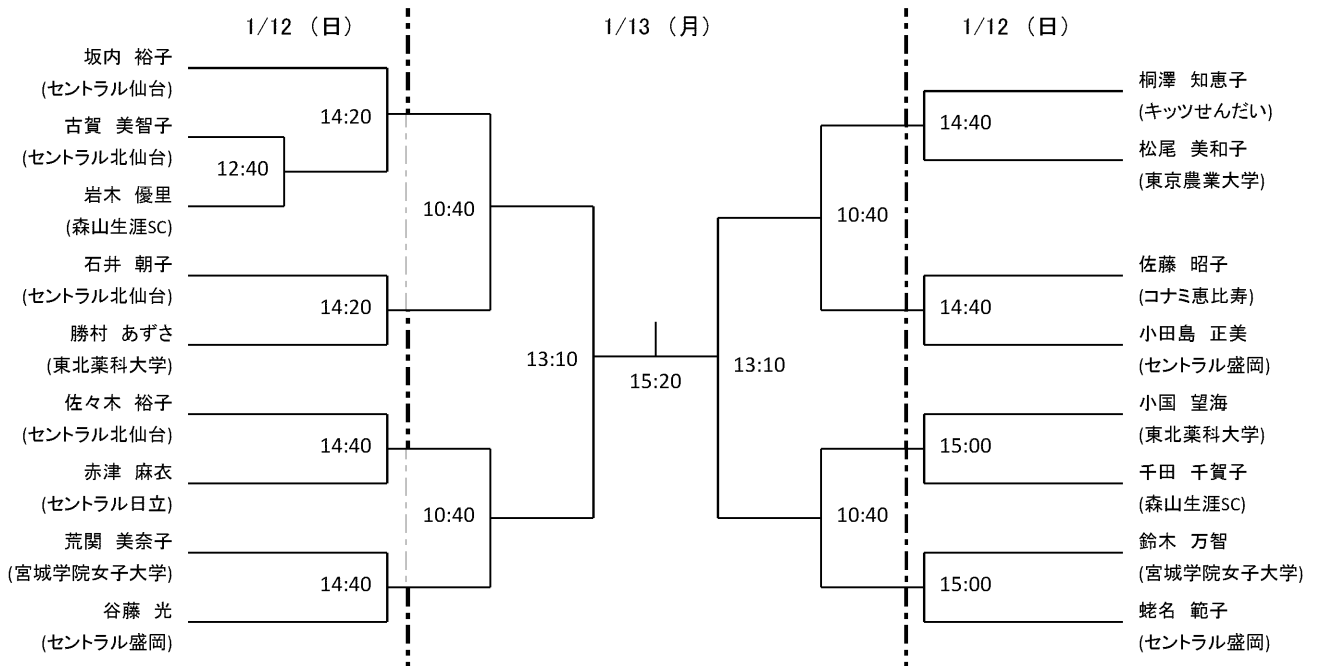 1/12 (日)
1/13 (月)
1/12 (日)
坂内 裕子
(セントラル仙台)
14:20
古賀 美智子
(セントラル北仙台)
12:40
岩木 優里
(森山生涯SC)
10:40
石井 朝子
(セントラル北仙台)
14:20
勝村 あずさ
(東北薬科大学)
13:10
佐々木 裕子
(セントラル北仙台)
14:40
赤津 麻衣
(セントラル日立)
10:40
荒関 美奈子
(宮城学院女子大学)
14:40
谷藤 光
(セントラル盛岡)
15:20
桐澤 知恵子
(キッツせんだい)
14:40
松尾 美和子
(東京農業大学)
10:40
佐藤 昭子
(コナミ恵比寿)
14:40
小田島 正美
(セントラル盛岡)
13:10
小国 望海
(東北薬科大学)
15:00
千田 千賀子
(森山生涯SC)
10:40
鈴木 万智
(宮城学院女子大学)
15:00
蛯名 範子
(セントラル盛岡)